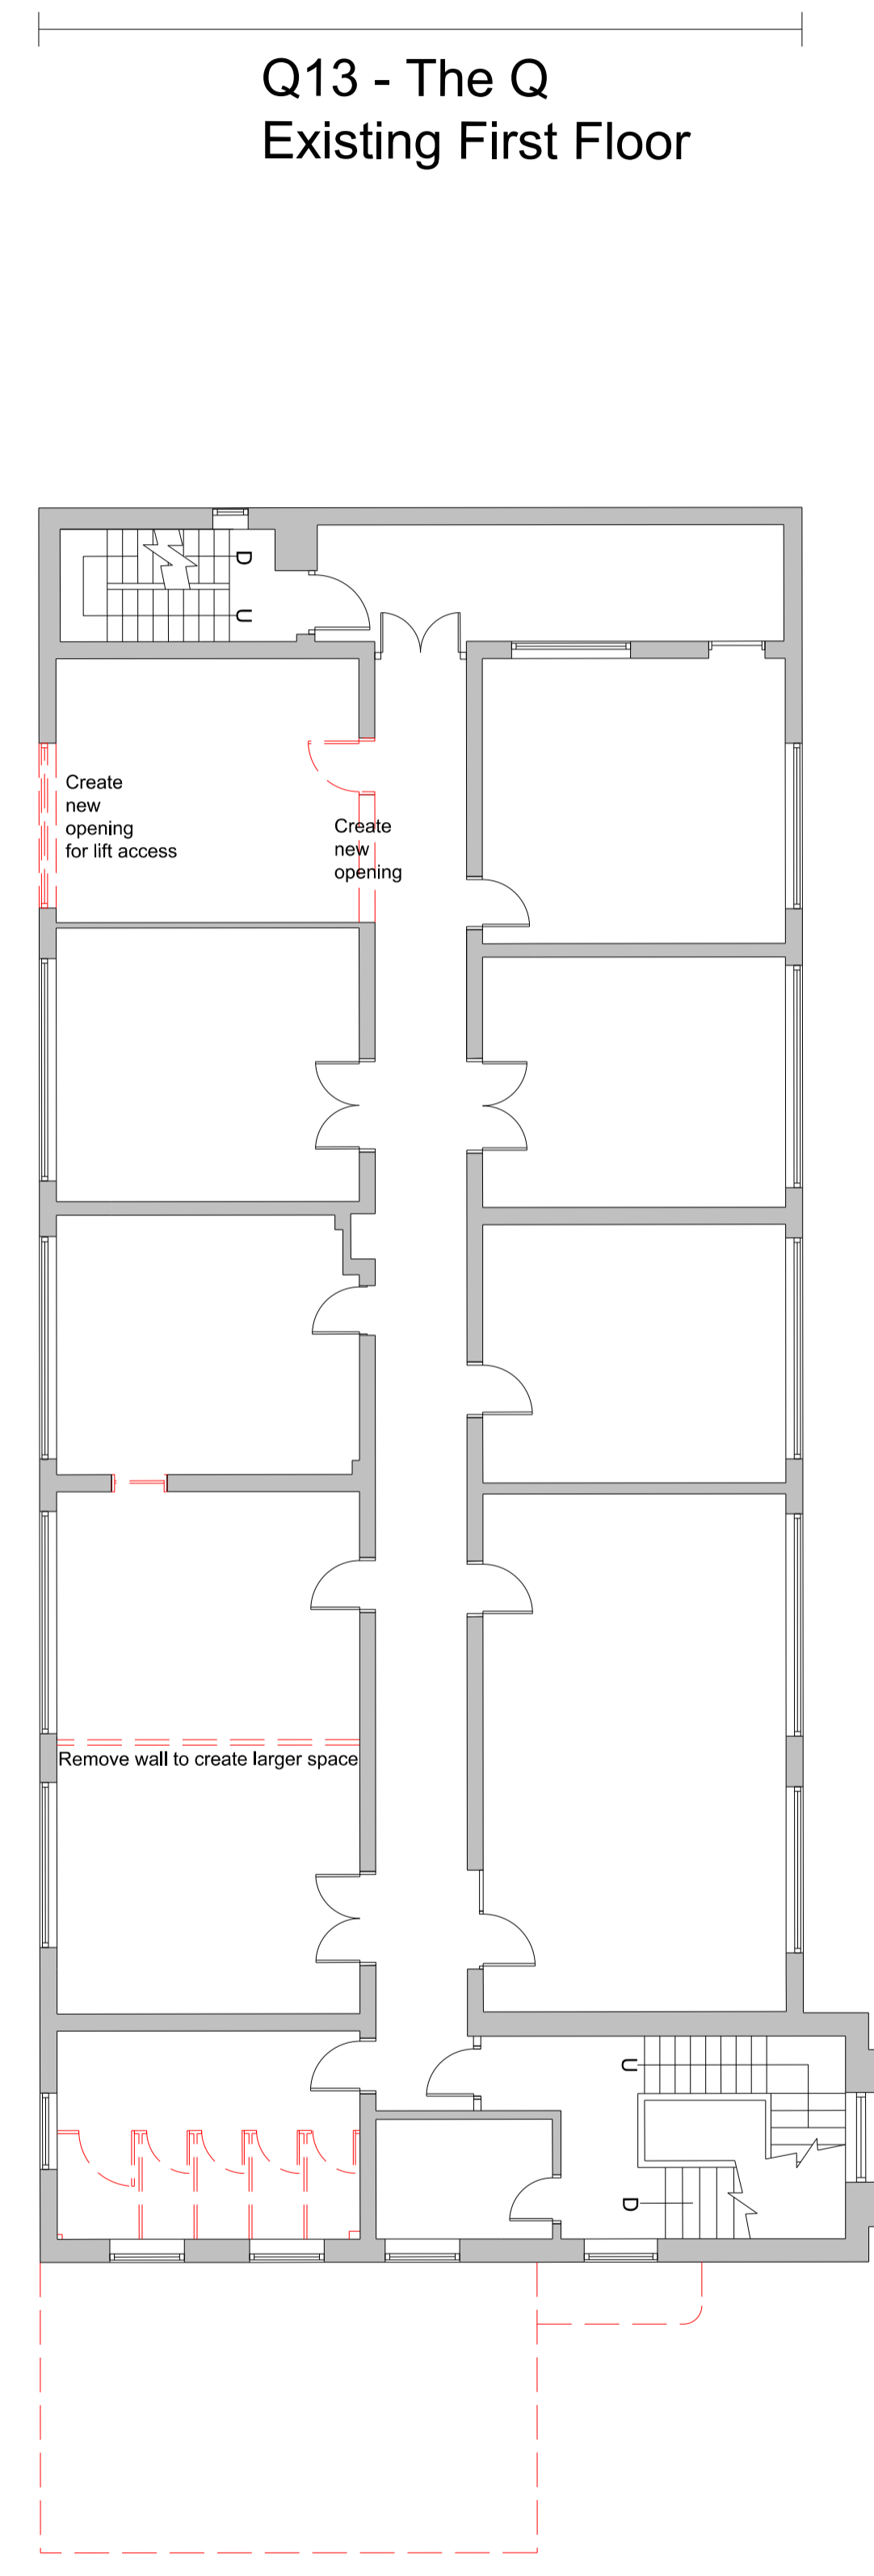 Q13 - The Q
Existing First Floor
D
U
Create
new
opening
for lift access
Create
new
opening
Remove wall to create larger space
U
D